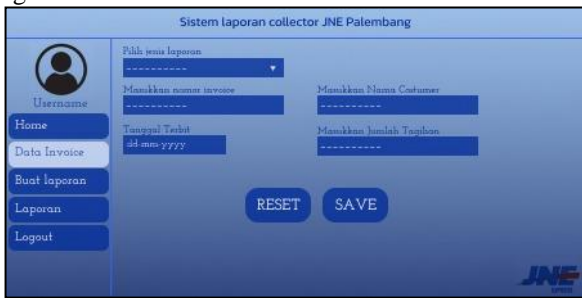 Sistem laporan collector JNE Palembang
Pilih jenis laporan
----------
Username
Masukkan nomor invoice
Masukkan Nama Costumer
----------
----------
Home
Tanggal Terbit
Masukkan Jumlah Tagihan
dd-mm-yyyy
----------
Data Invoice
Buat laporan
Laporan
Logout
RESET
SAVE
JNE
EXPRESS